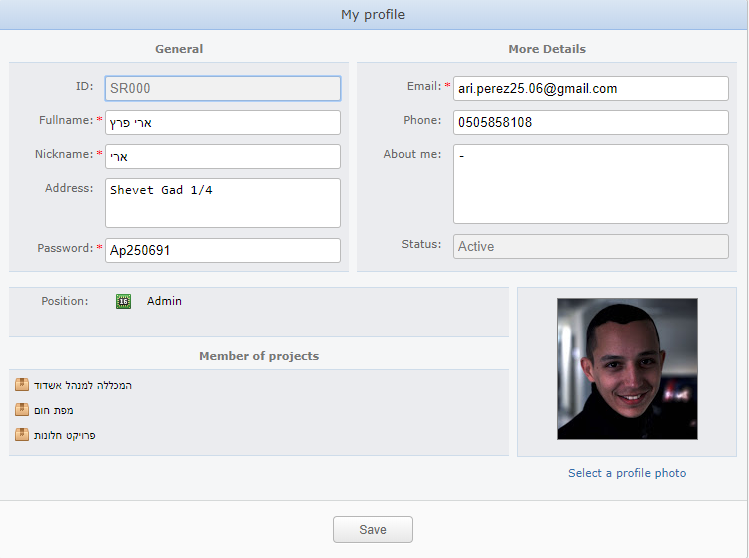 My profile
General
ID: SR000
Fullname: * ארי פרץ
Nickname: * ארי
Address: Shevet Gad 1/4
Password: * Ap250691
More Details
Email: * ari.perez25.06@gmail.com
Phone: 0505858108
About me: -
Status: Active
Position: 16 Admin
Member of projects
המכללה למנהל אשדוד
מפת חום
פרויקט חלונות
Select a profile photo
Save